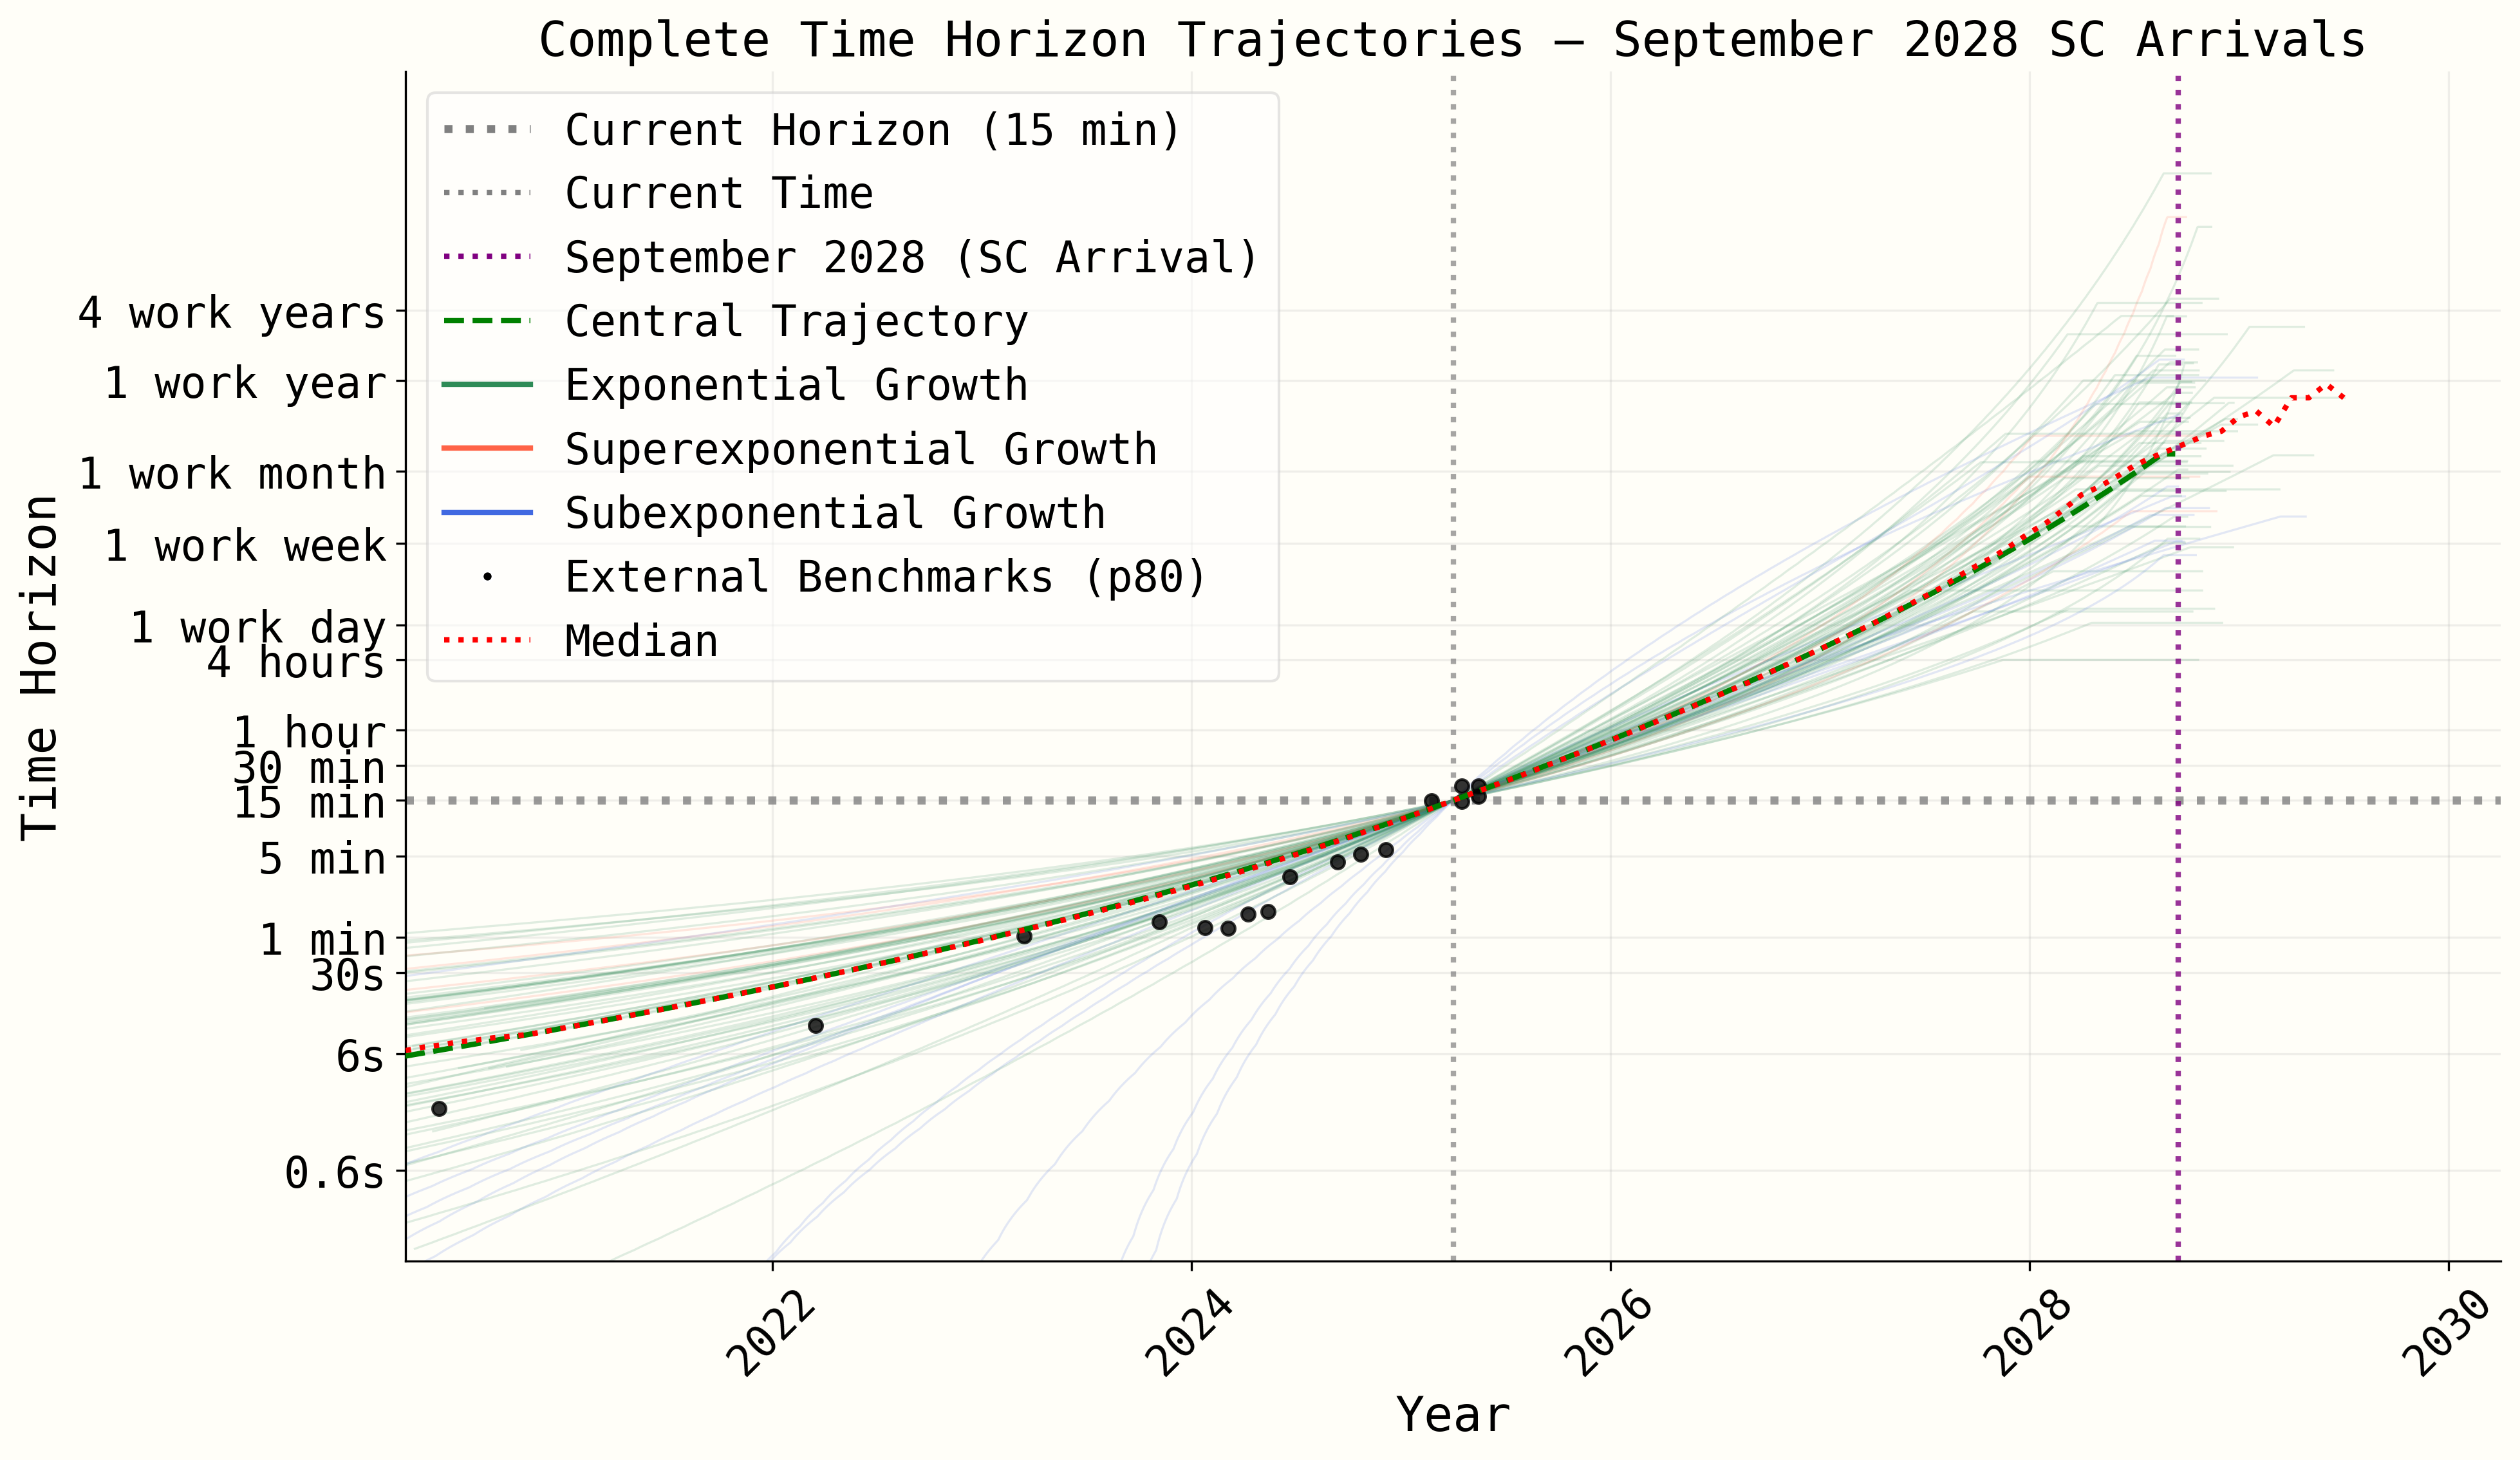 Complete Time Horizon Trajectories — September 2028 SC Arrivals
Current Horizon (15 min)
Current Time
September 2028 (SC Arrival)
Central Trajectory
Exponential Growth
Superexponential Growth
Subexponential Growth
External Benchmarks (p80)
Median
Time Horizon
4 work years
1 work year
1 work month
1 work week
1 work day
4 hours
1 hour
30 min
15 min
5 min
1 min
30s
6s
0.6s
2022
2024
2026
2028
2030
Year